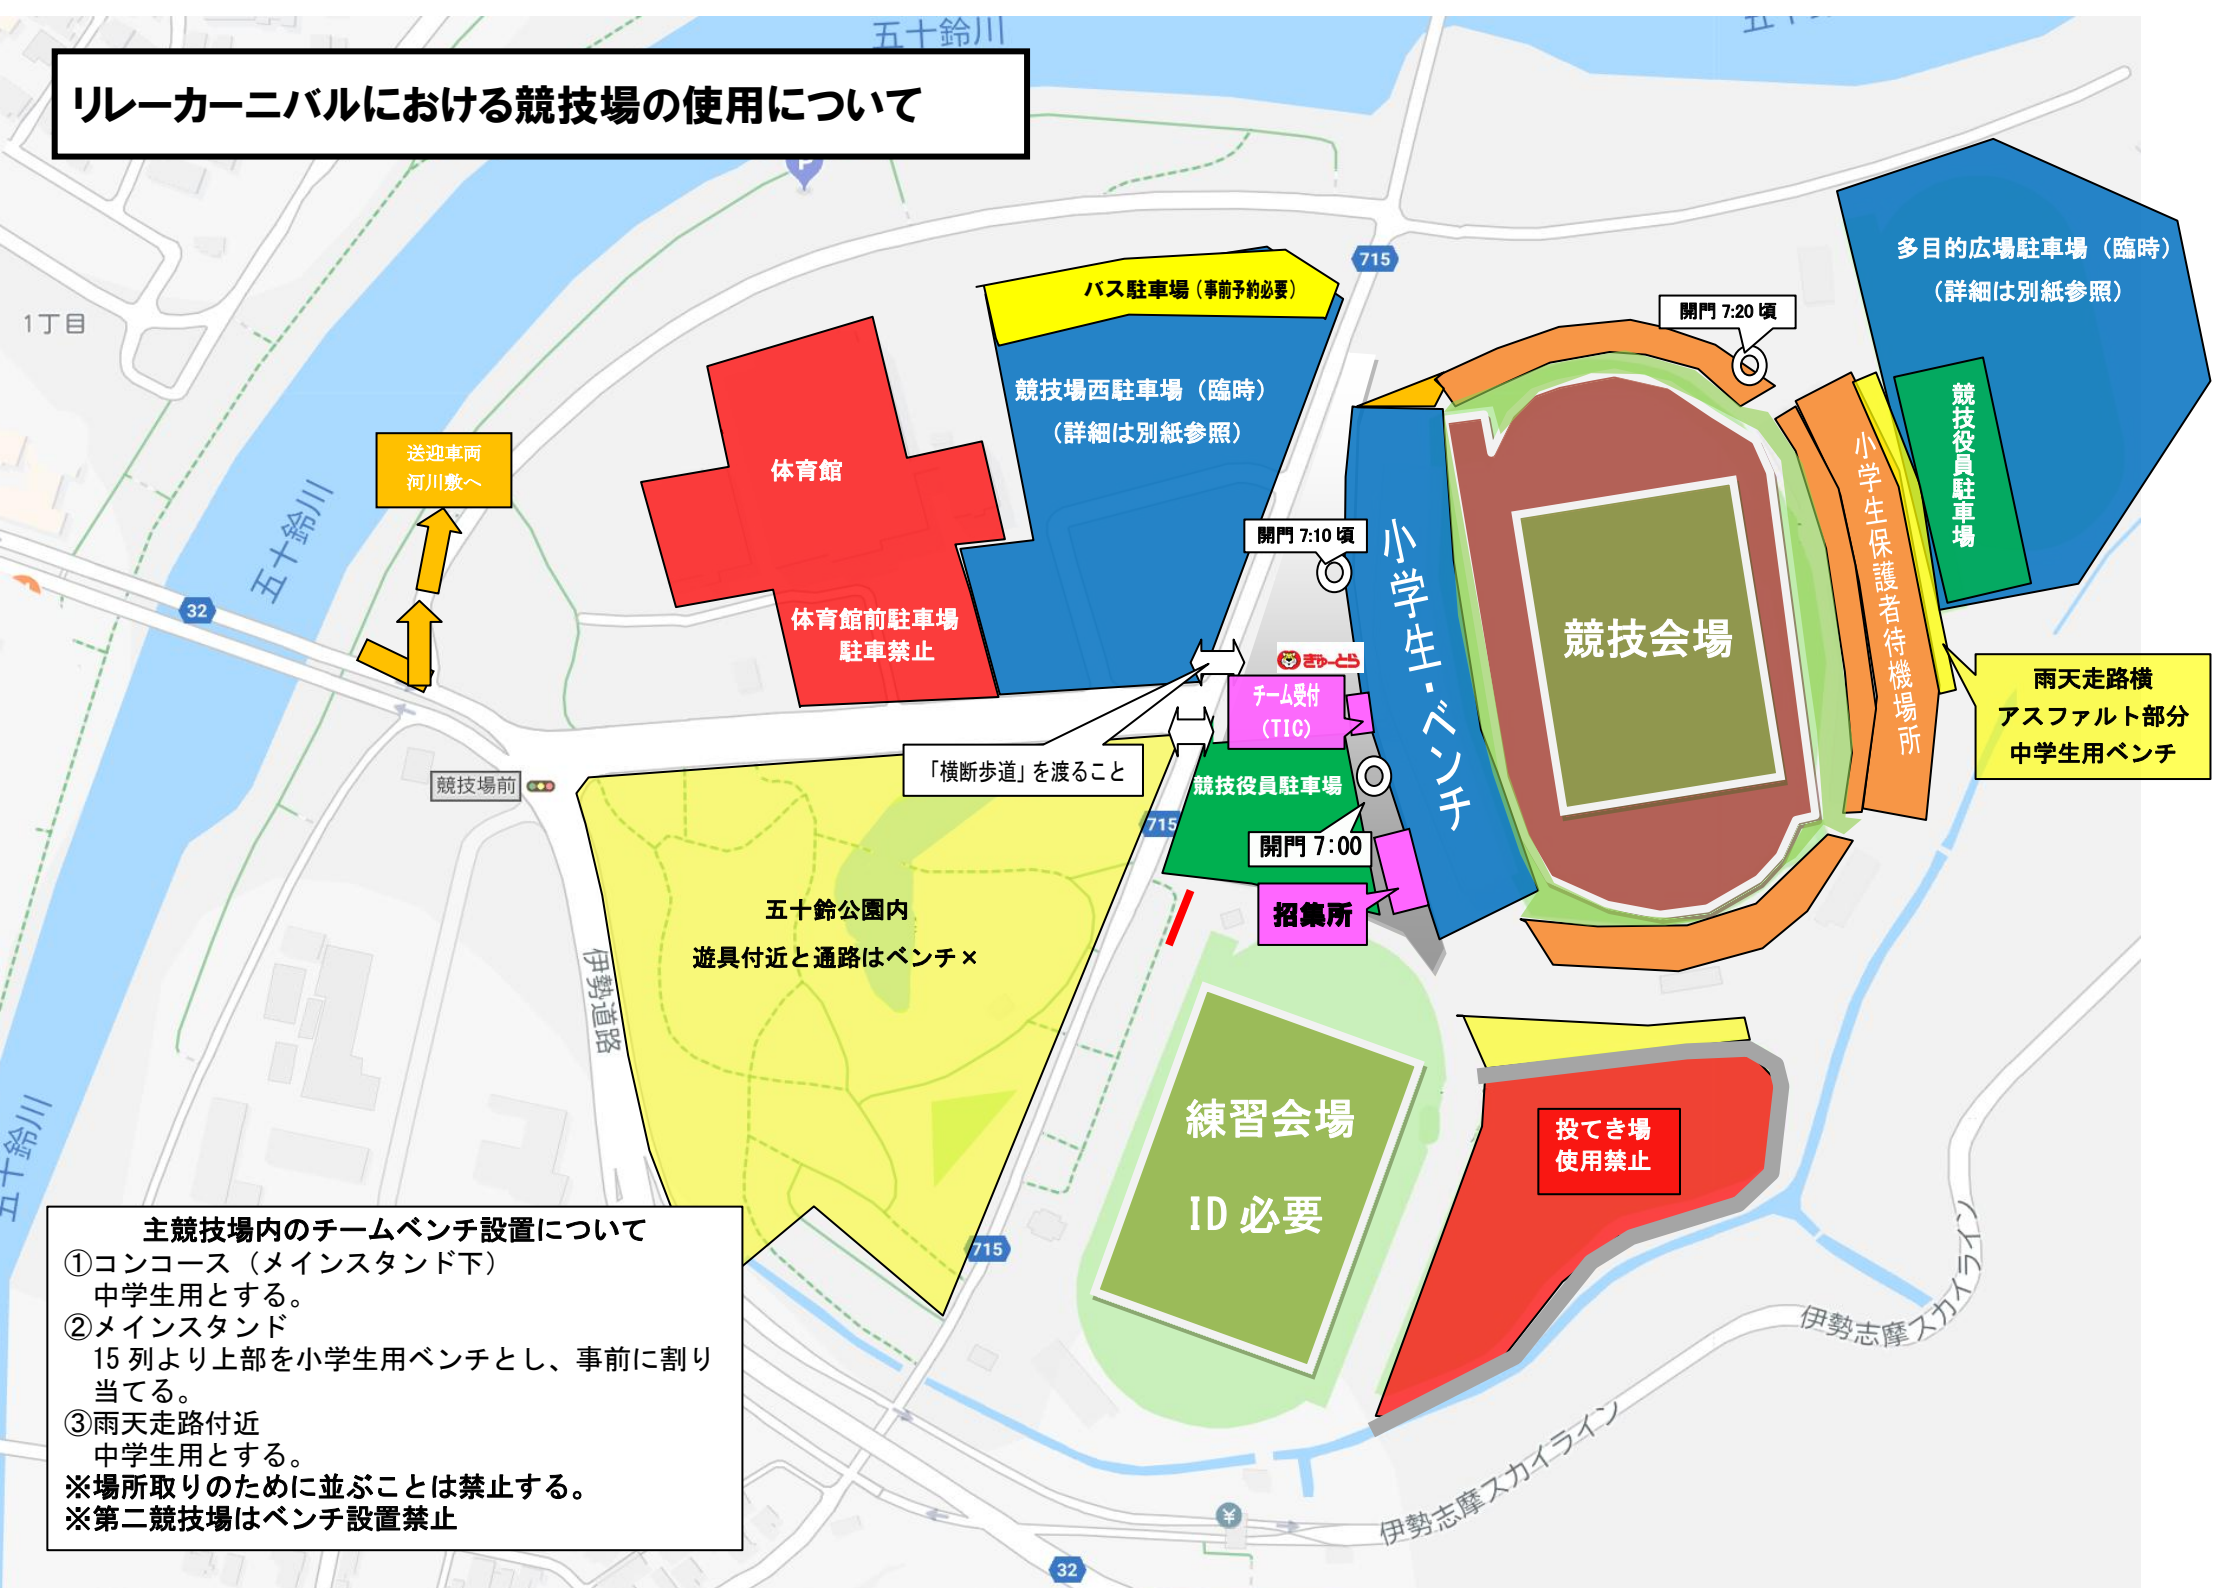 五十鈴川
リレーカーニバルにおける競技場の使用について
1丁目
五十鈴川
32
送迎車両
河川敷へ
競技場前
体育館
体育館前駐車場
駐車禁止
バス駐車場(事前予約必要)
競技場西駐車場(臨時)
(詳細は別紙参照)
715
開門 7:10 頃
開門 7:20 頃
多目的広場駐車場(臨時)
(詳細は別紙参照)
競技役員駐車場
小学生保護者待機場所
雨天走路横
アスファルト部分
中学生用ベンチ
競技会場
小学生・ベンチ
ぎゅーとら
チーム受付
(TIC)
「横断歩道」を渡ること
競技役員駐車場
715
開門 7:00
招集所
五十鈴公園内
遊具付近と通路はベンチ×
伊勢道路
練習会場
ID 必要
投てき場
使用禁止
五十鈴川
715
伊勢志摩スカイライン
伊勢志摩スカイライン
32
主競技場内のチームベンチ設置について
①コンコース(メインスタンド下)
中学生用とする。
②メインスタンド
15 列より上部を小学生用ベンチとし、事前に割り
当てる。
③雨天走路付近
中学生用とする。
※場所取りのために並ぶことは禁止する。
※第二競技場はベンチ設置禁止